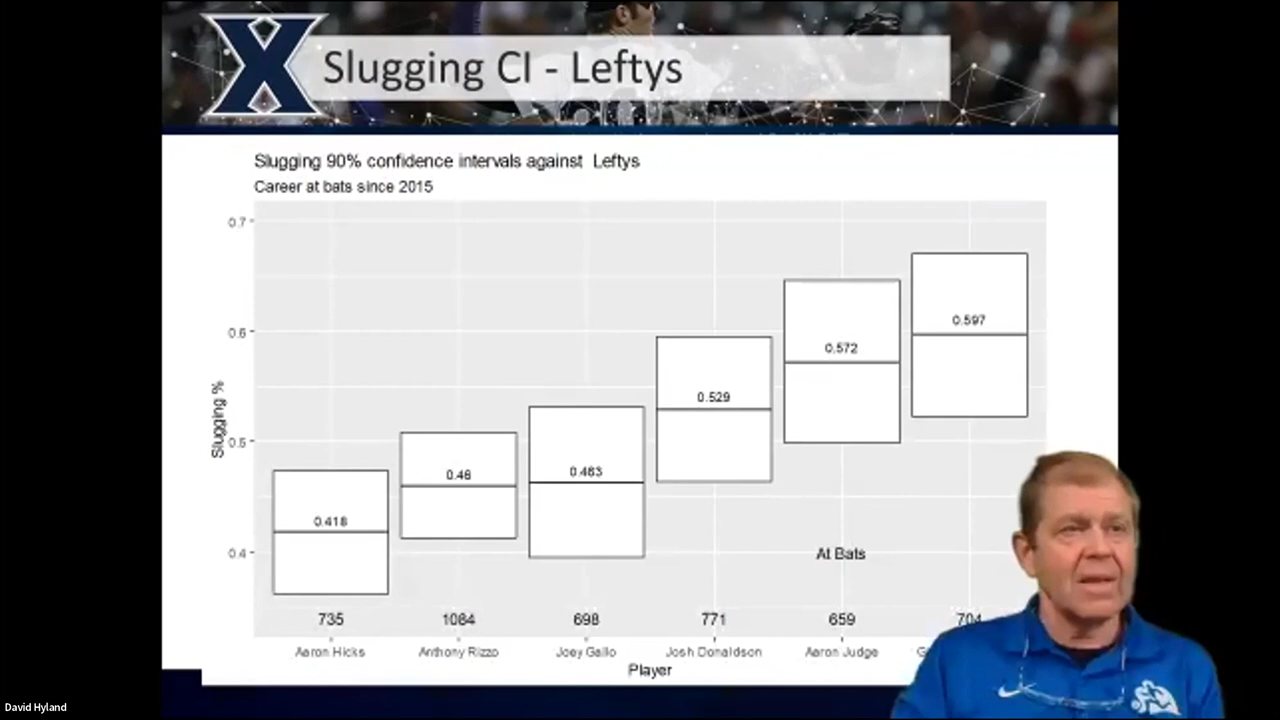 X
Slugging CI - Leftys
Slugging 90% confidence intervals against Leftys
Career at bats since 2015
0.7
0.6
0.5
0.4
Slugging %
0.418
0.46
0.463
0.529
0.572
0.597
At Bats
735 1084 698 771 659 704
Aaron Hicks Anthony Rizzo Joey Gallo Josh Donaldson Aaron Judge
Player
David Hyland